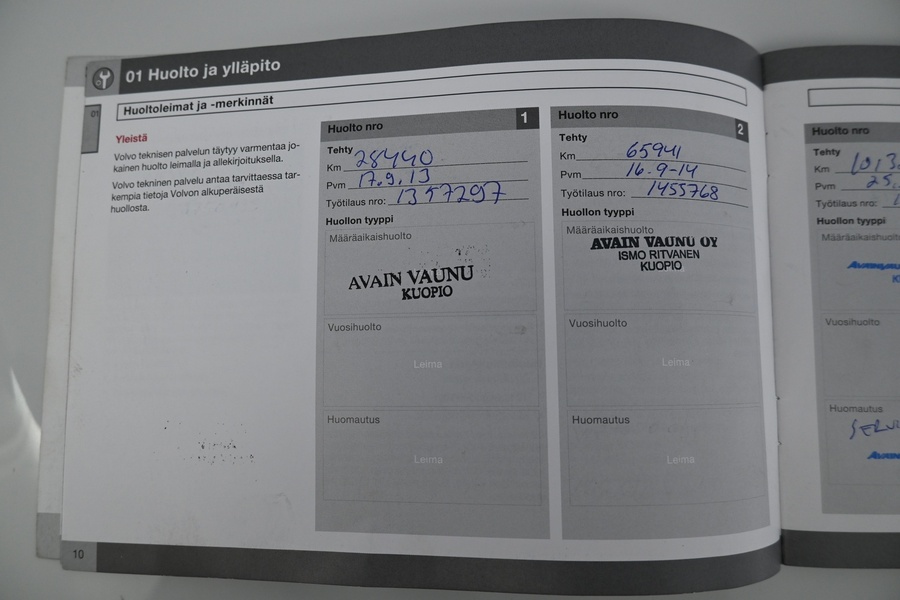 01 Huolto ja ylläpito
01
Huoltoleimat ja -merkinnät
Yleistä
Volvo teknisen palvelun täytyy varmentaa jo-
kainen huolto leimalla ja allekirjoituksella.
Volvo tekninen palvelu antaa tarvittaessa tar-
kempia tietoja Volvon alkuperäisestä
huollosta.
10
Huolto nro 1
Tehty
Km 28440
Pvm 17.9.13
Työtilaus nro: 1357297
Huollon tyyppi
Määräaikaishuolto
AVAIN VAUNU
KUOPIO
Vuosihuolto
Leima
Huomautus
Leima
Huolto nro 2
Tehty
Km 65941
Pvm 16.9-14
Työtilaus nro: 1455768
Huollon tyyppi
Määräaikaishuolto
AVAIN VAUNU OY
ISMO RITVANEN
KUOPIO
Vuosihuolto
Leima
Huomautus
Leima
Huolto nro
Tehty
Km
Pvm
Työtilaus nro:
Huollon tyyppi
Vuosihuolto
Huomautus